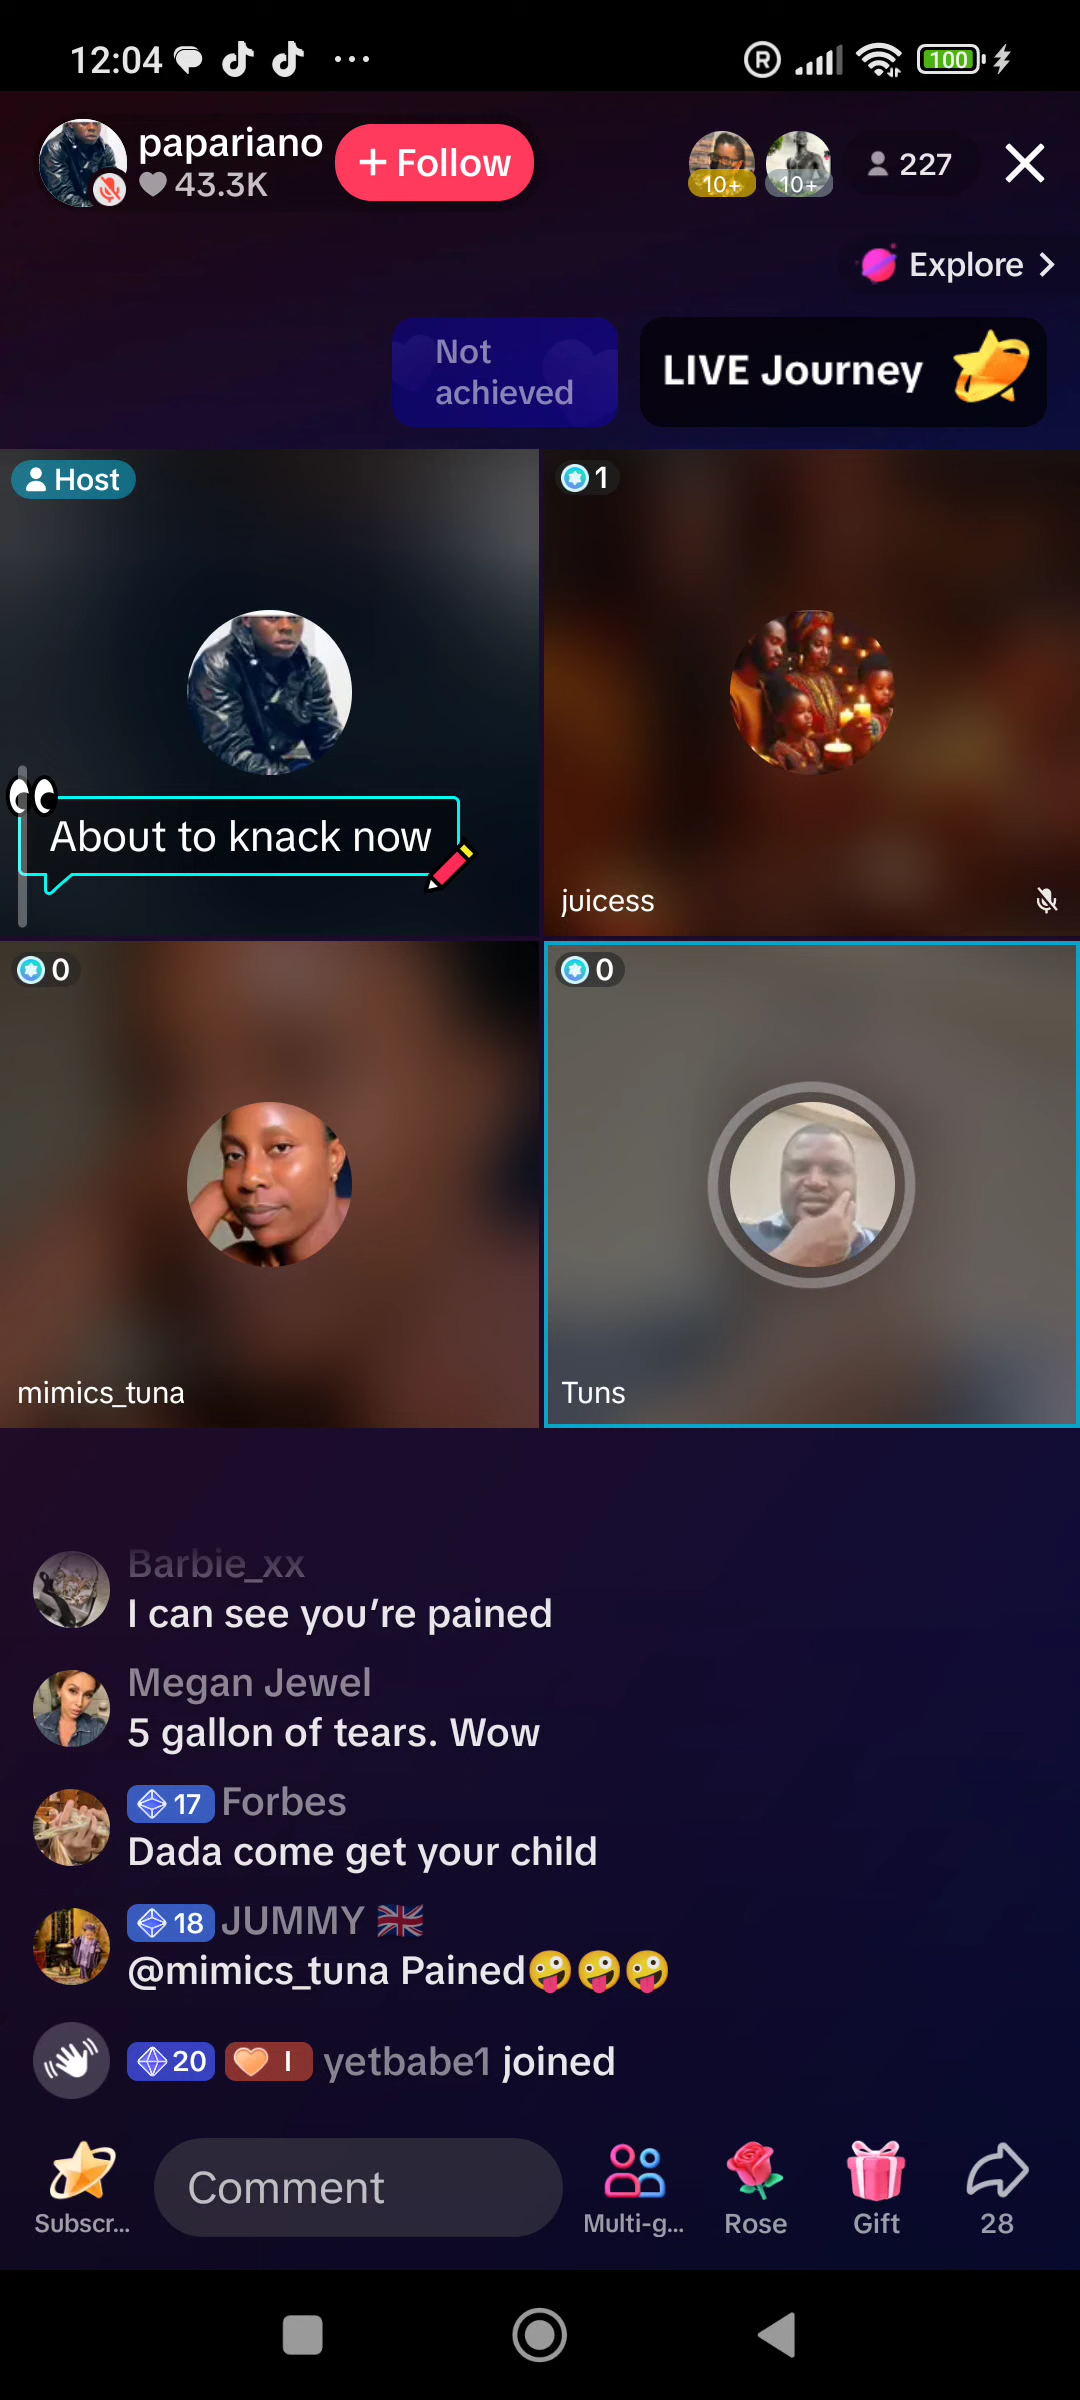 12:04
100
papariano
43.3K
+ Follow
10+
10+
227
Explore
Not
achieved
LIVE Journey
Host
1
About to knack now
juicess
0
0
mimics_tuna
Tuns
Barbie_xx
I can see you’re pained
Megan Jewel
5 gallon of tears. Wow
17 Forbes
Dada come get your child
18 JUMMY 🇬🇧
@mimics_tuna Pained🤪🤪🤪
20 I yetbabe1 joined
Subscr...
Comment
Multi-g...
Rose
Gift
28